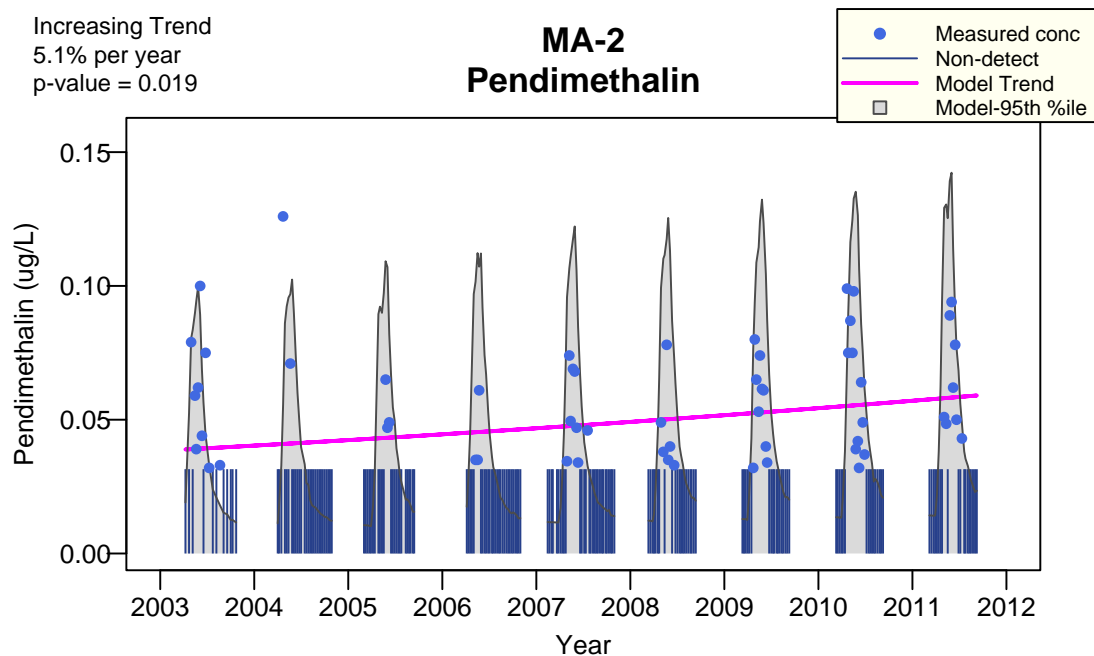 Increasing Trend
5.1% per year
p-value = 0.019
MA-2
Pendimethalin
Measured conc
Non-detect
Model Trend
Model-95th %ile
Pendimethalin (ug/L)
0.15
0.10
0.05
0.00
2003 2004 2005 2006 2007 2008 2009 2010 2011 2012
Year